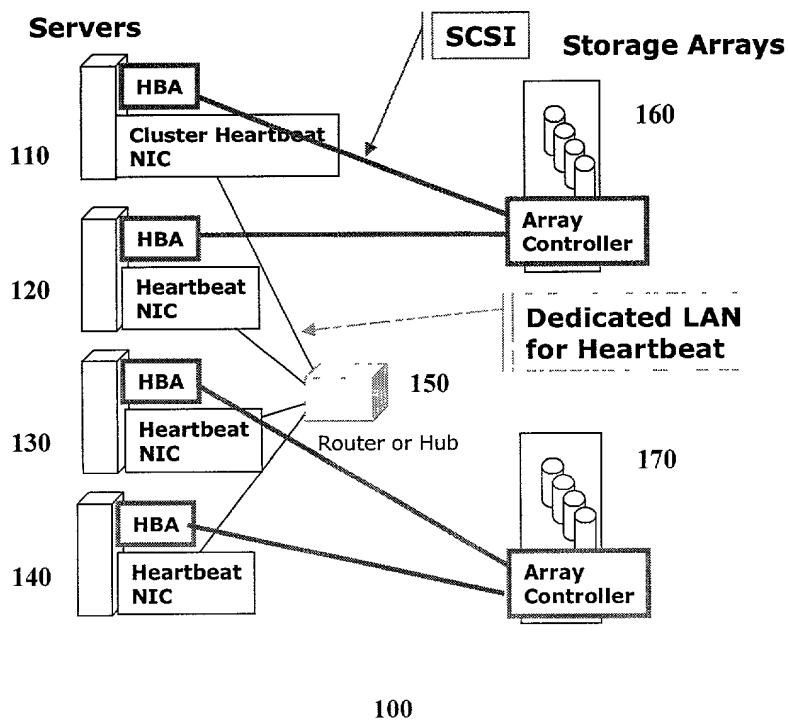 Servers
SCSI
Storage Arrays
HBA
160
Cluster Heartbeat
NIC
110
Array
Controller
HBA
120
Heartbeat
NIC
Dedicated LAN
for Heartbeat
HBA
150
130
Heartbeat
NIC
Router or Hub
170
HBA
140
Heartbeat
NIC
Array
Controller
100